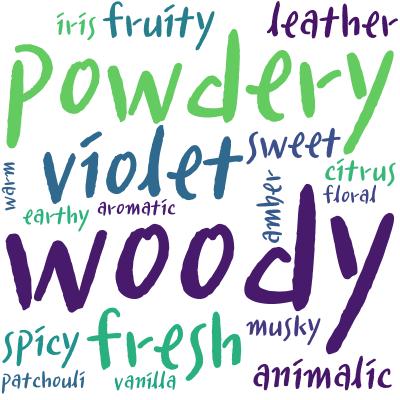 iris fruity leather
powdery
violet sweet
warm
citrus
amber floral
earthy aromatic
woody
spicy fresh musky
patchouli vanilla animalic